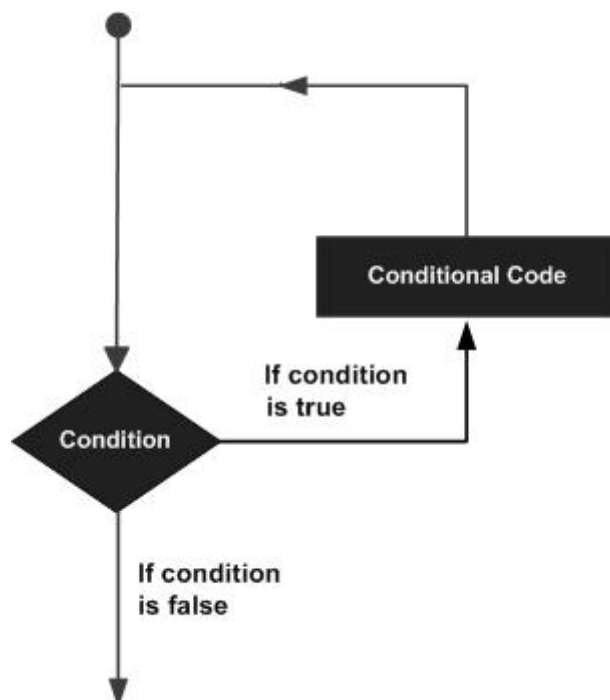 Conditional Code
If condition
is true
Condition
If condition
is false